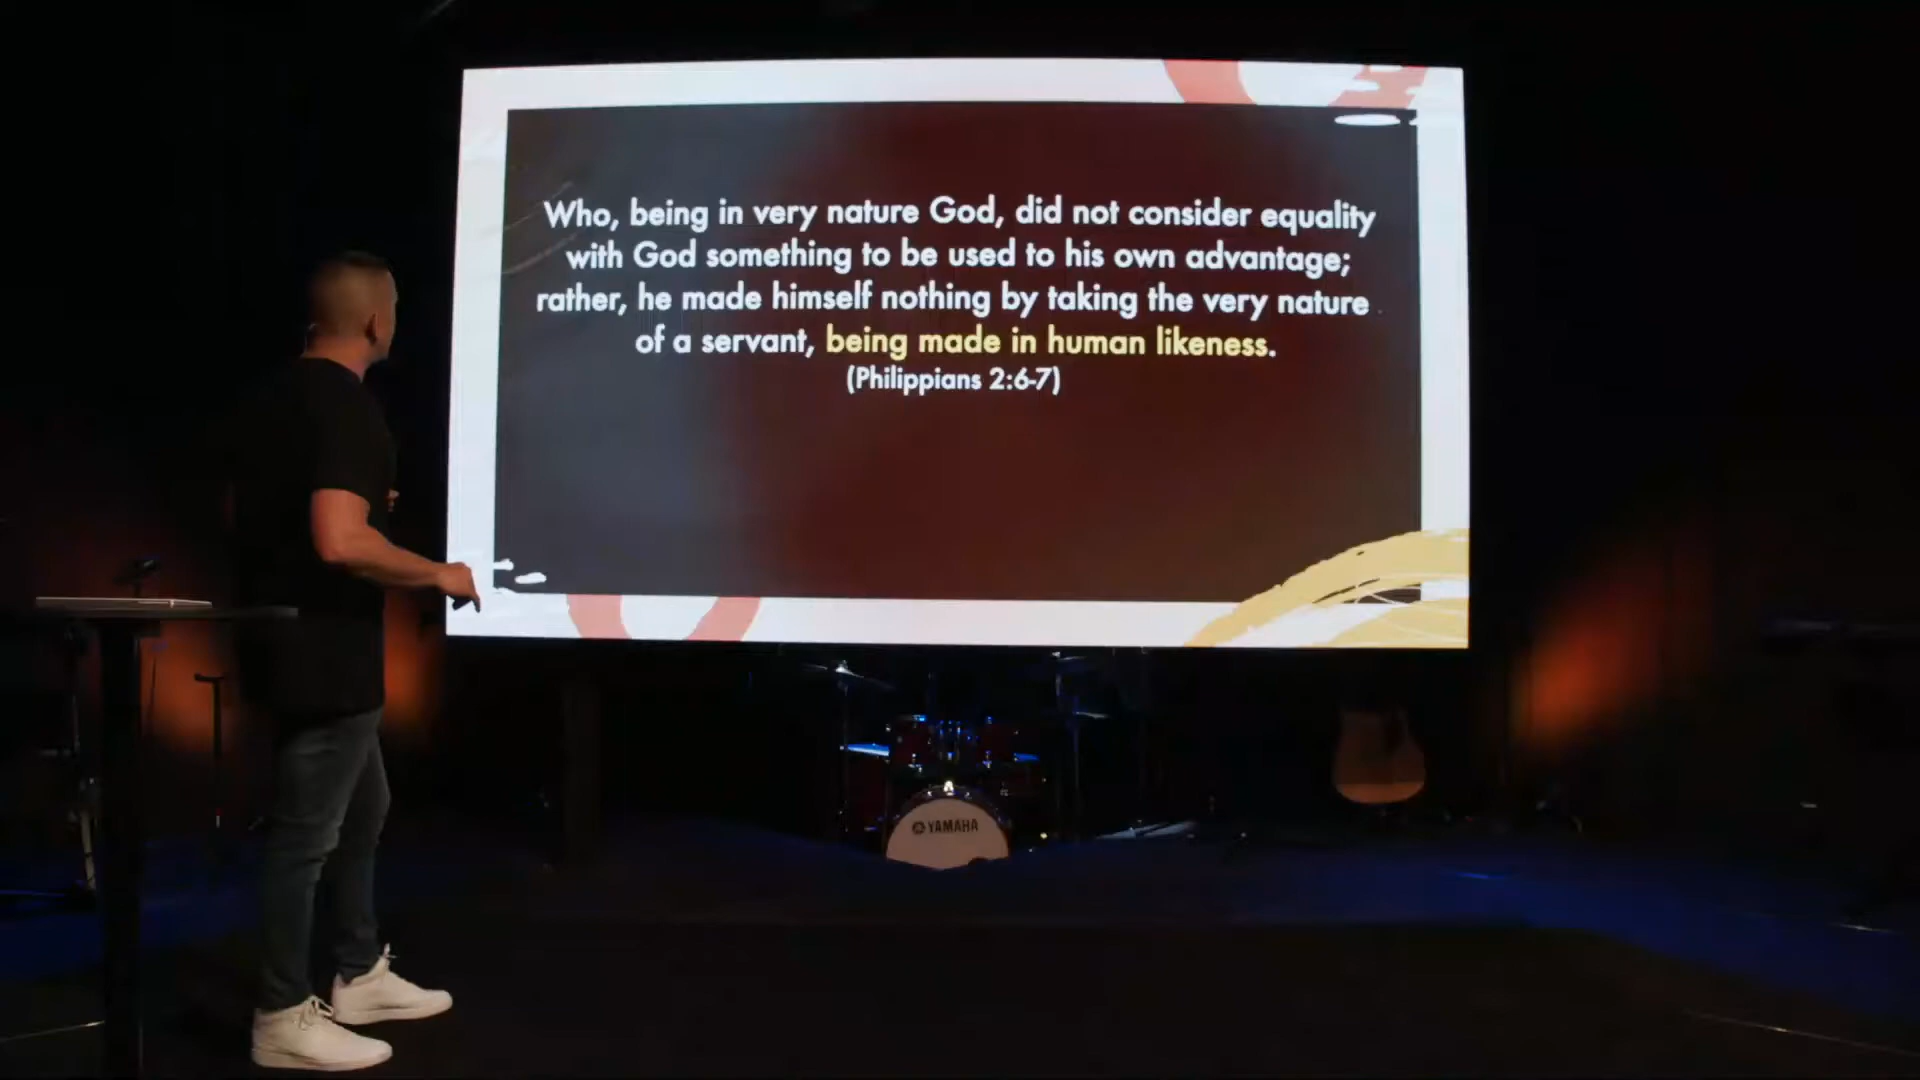 Who, being in very nature God, did not consider equality
with God something to be used to his own advantage;
rather, he made himself nothing by taking the very nature
of a servant, being made in human likeness.
(Philippians 2:6-7)
YAMAHA